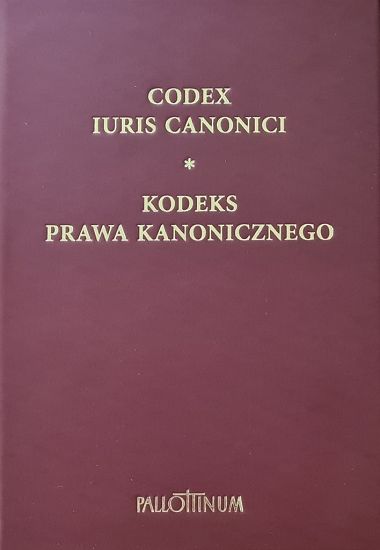 CODEX
IURIS CANONICI
*
KODEKS
PRAWA KANONICZNEGO
PALLOTTINUM